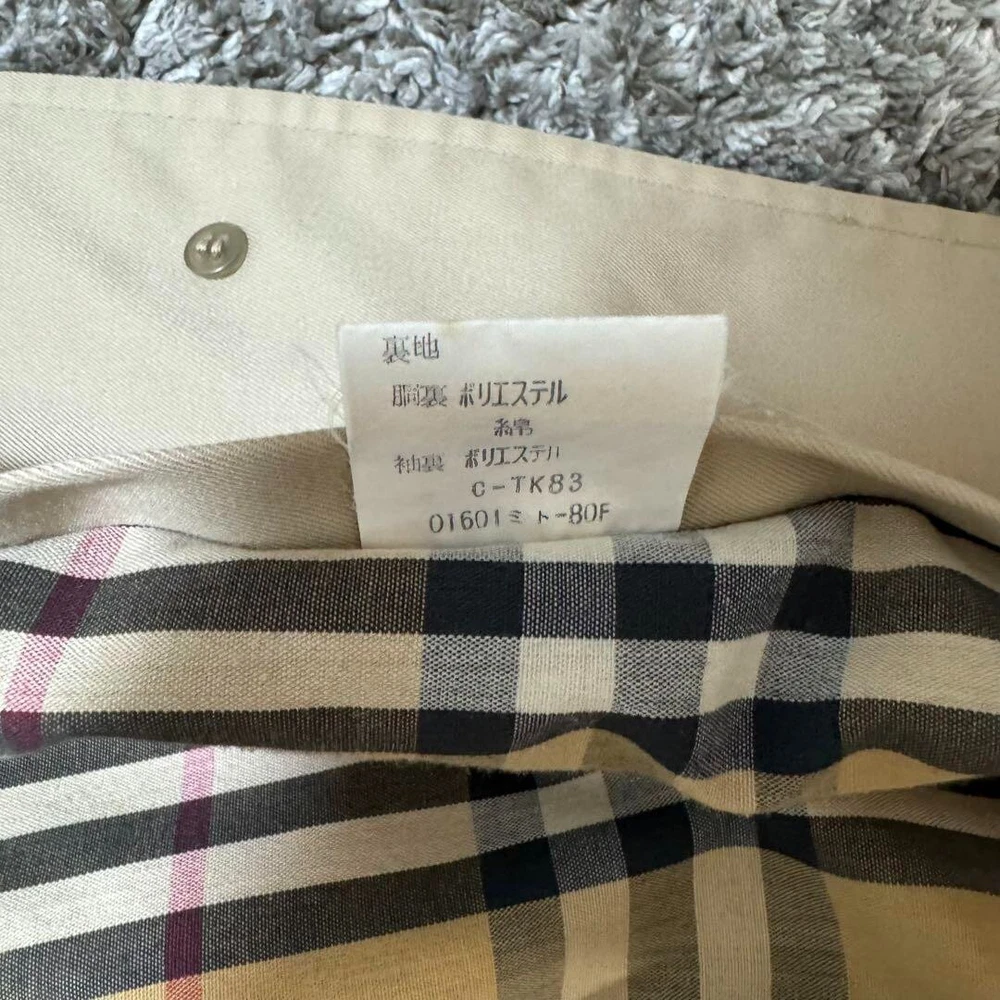 裏地
胴裏 ポリエステル
綿
袖裏 ポリエステル
C-TK83
01601ミト-80F